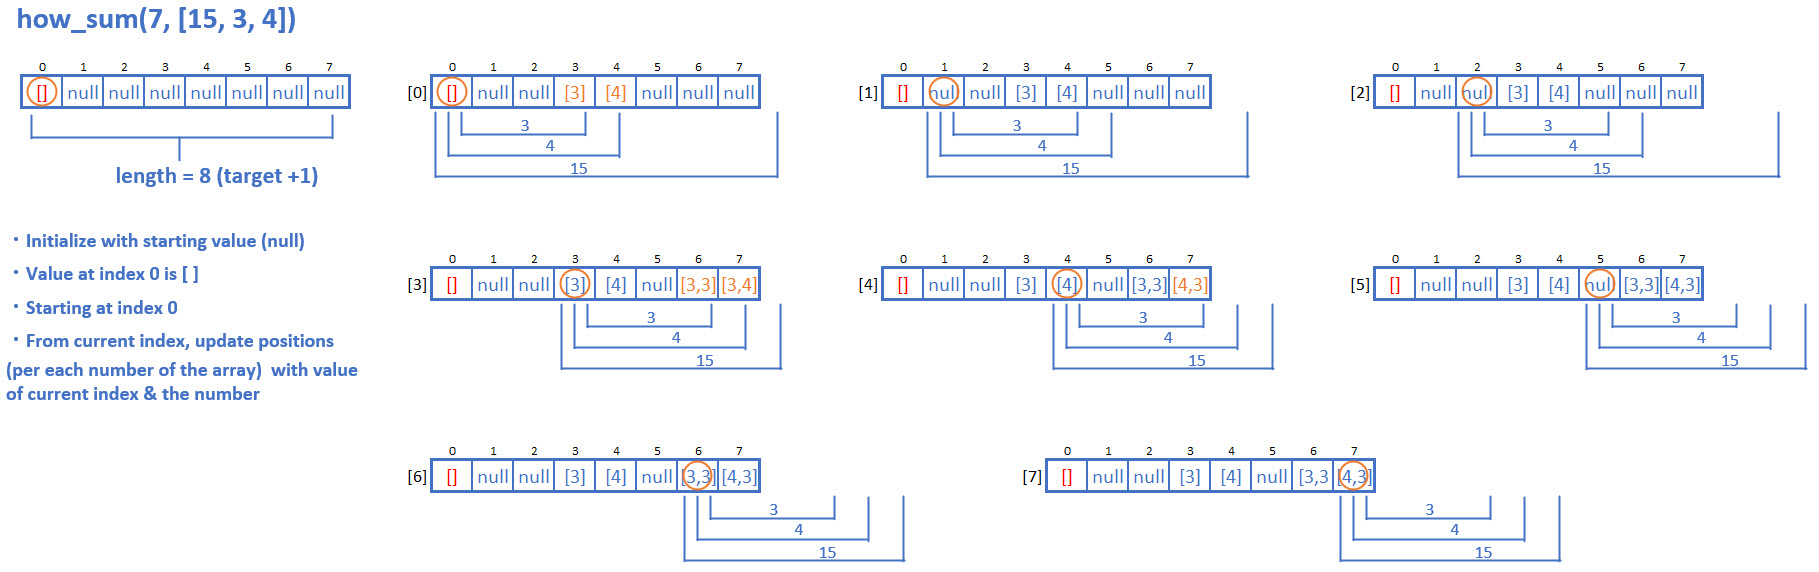 how_sum(7, [15, 3, 4])
0 1 2 3 4 5 6 7
[] null null null null null null null
length = 8 (target +1)
0 1 2 3 4 5 6 7
[0] [] null null [3] [4] null null null
3
4
15
0 1 2 3 4 5 6 7
[1] [] null null [3] [4] null null null
3
4
15
0 1 2 3 4 5 6 7
[2] [] null null [3] [4] null null null
3
4
15
・Initialize with starting value (null)
・Value at index 0 is [ ]
・Starting at index 0
・From current index, update positions
(per each number of the array)  with value
of current index & the number
0 1 2 3 4 5 6 7
[3] [] null null [3] [4] null [3,3] [3,4]
3
4
15
0 1 2 3 4 5 6 7
[4] [] null null [3] [4] null [3,3] [4,3]
3
4
15
0 1 2 3 4 5 6 7
[5] [] null null [3] [4] null [3,3] [4,3]
3
4
15
0 1 2 3 4 5 6 7
[6] [] null null [3] [4] null [3,3] [4,3]
3
4
15
0 1 2 3 4 5 6 7
[7] [] null null [3] [4] null [3,3 [4,3]
3
4
15